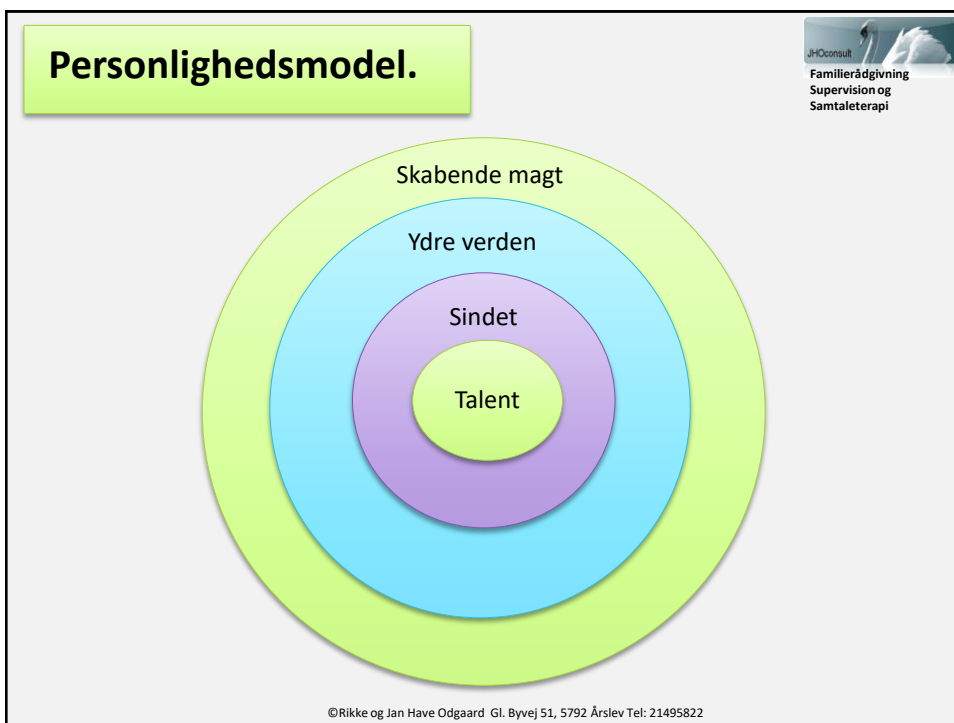 Personlighedsmodel.
JHOconsult
Familierådgivning
Supervision og
Samtaleterapi
Skabende magt
Ydre verden
Sindet
Talent
©Rikke og Jan Have Odgaard Gl. Byvej 51, 5792 Årslev Tel: 21495822